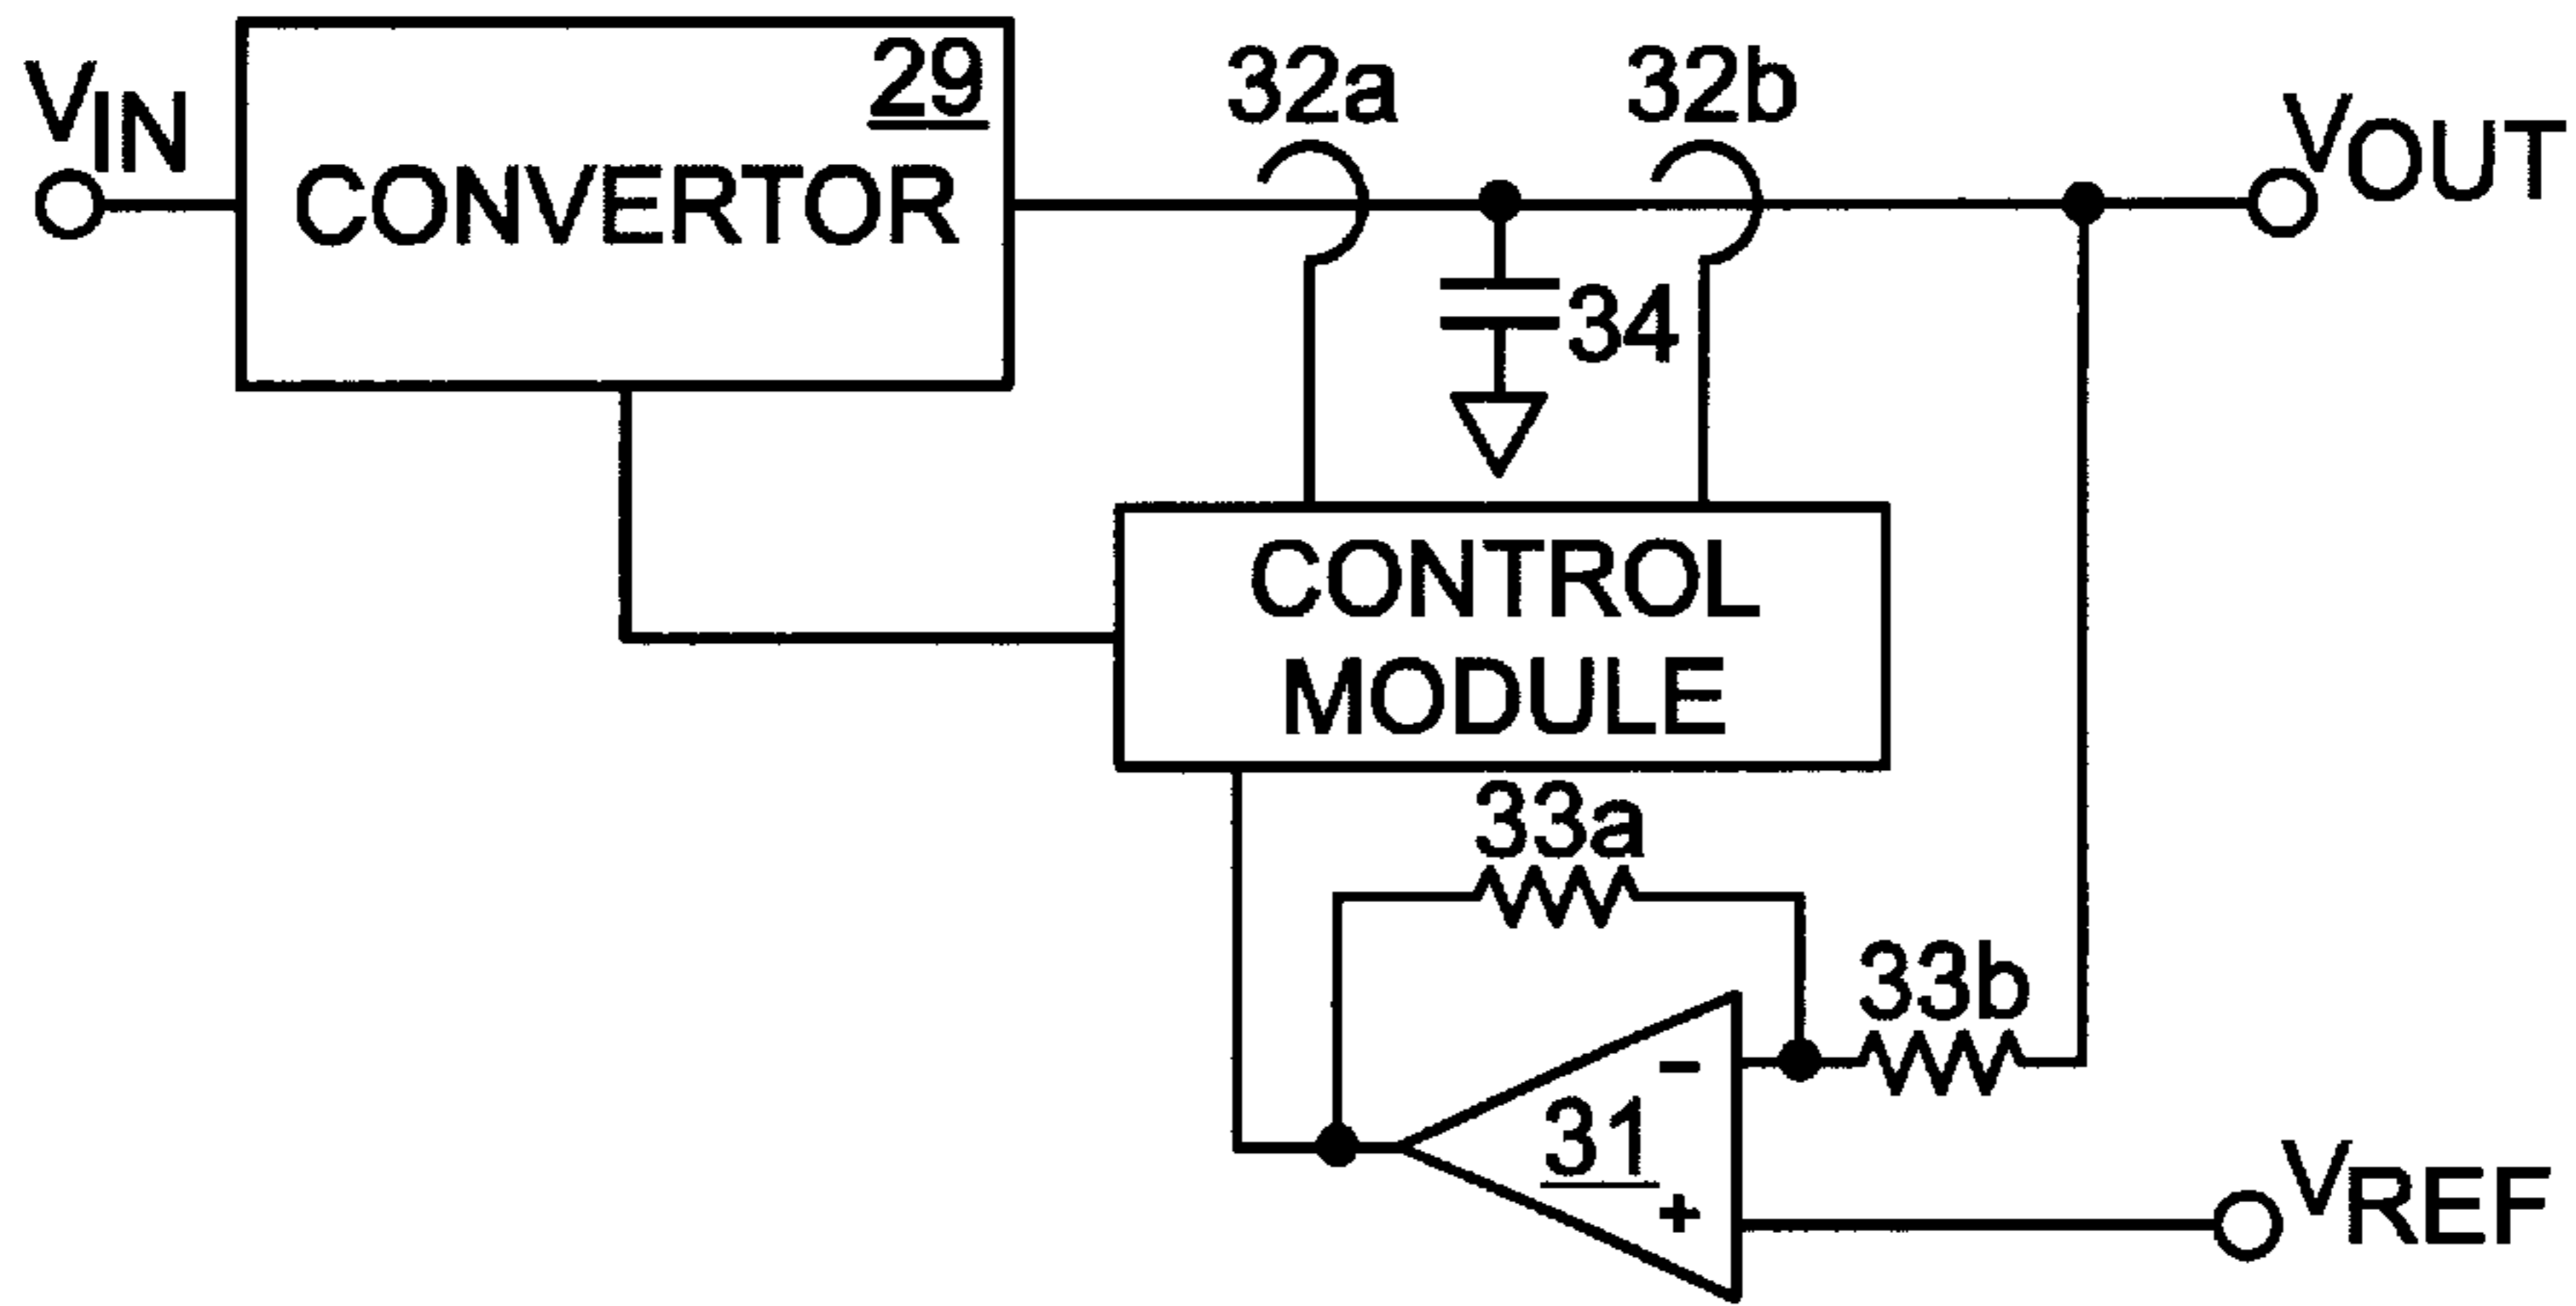 29
32a
32b
VIN
VOUT
CONVERTOR
34
CONTROL
MODULE
33a
33b
-
31
+
VREF